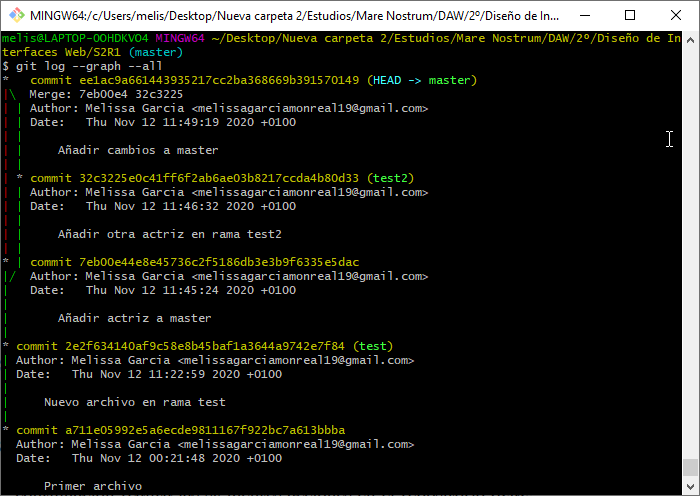 MINGW64:/c/Users/melis/Desktop/Nueva carpeta 2/Estudios/Mare Nostrum/DAW/2º/Diseño de In...
melis@LAPTOP-OOHDKVO4 MINGW64 ~/Desktop/Nueva carpeta 2/Estudios/Mare Nostrum/DAW/2º/Diseño de In
terfaces Web/S2R1 (master)
$ git log --graph --all
*   commit ee1ac9a661443935217cc2ba368669b391570149 (HEAD -> master)
|\  Merge: 7eb00e4 32c3225
| | Author: Melissa Garcia <melissagarciamonreal19@gmail.com>
| | Date:   Thu Nov 12 11:49:19 2020 +0100
| |
| |     Añadir cambios a master
| |
| * commit 32c3225e0c41ff6f2ab6ae03b8217ccda4b80d33 (test2)
| | Author: Melissa Garcia <melissagarciamonreal19@gmail.com>
| | Date:   Thu Nov 12 11:46:32 2020 +0100
| |
| |     Añadir otra actriz en rama test2
| |
* | commit 7eb00e44e8e45736c2f5186db3e3b9f6335e5dac
|/  Author: Melissa Garcia <melissagarciamonreal19@gmail.com>
|   Date:   Thu Nov 12 11:45:24 2020 +0100
|
|       Añadir actriz a master
|
* commit 2e2f634140af9c58e8b45baf1a3644a9742e7f84 (test)
| Author: Melissa Garcia <melissagarciamonreal19@gmail.com>
| Date:   Thu Nov 12 11:22:59 2020 +0100
|
|     Nuevo archivo en rama test
|
* commit a711e05992e5a6ecde9811167f922bc7a613bbba
  Author: Melissa Garcia <melissagarciamonreal19@gmail.com>
  Date:   Thu Nov 12 00:21:48 2020 +0100

      Primer archivo